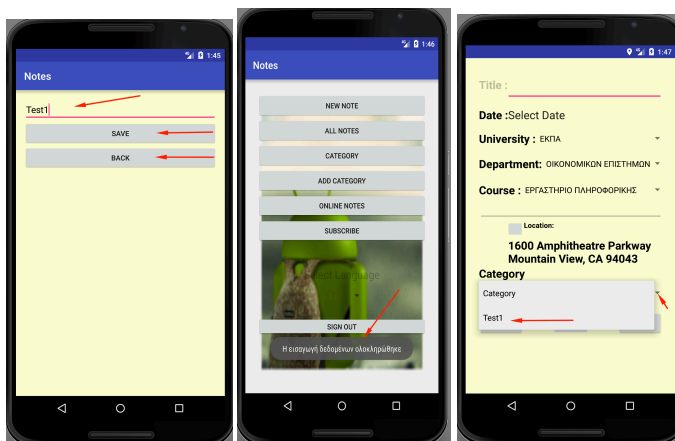 1:45
Notes
Test1
SAVE
BACK
1:46
Notes
NEW NOTE
ALL NOTES
CATEGORY
ADD CATEGORY
ONLINE NOTES
SUBSCRIBE
Select Language
SIGN OUT
Η εισαγωγή δεδομένων ολοκληρώθηκε
1:47
Title :
Date :Select Date
University : ΕΚΠΑ
Department: ΟΙΚΟΝΟΜΙΚΩΝ ΕΠΙΣΤΗΜΩΝ
Course : ΕΡΓΑΣΤΗΡΙΟ ΠΛΗΡΟΦΟΡΙΚΗΣ
Location:
1600 Amphitheatre Parkway
Mountain View, CA 94043
Category
Category
Test1